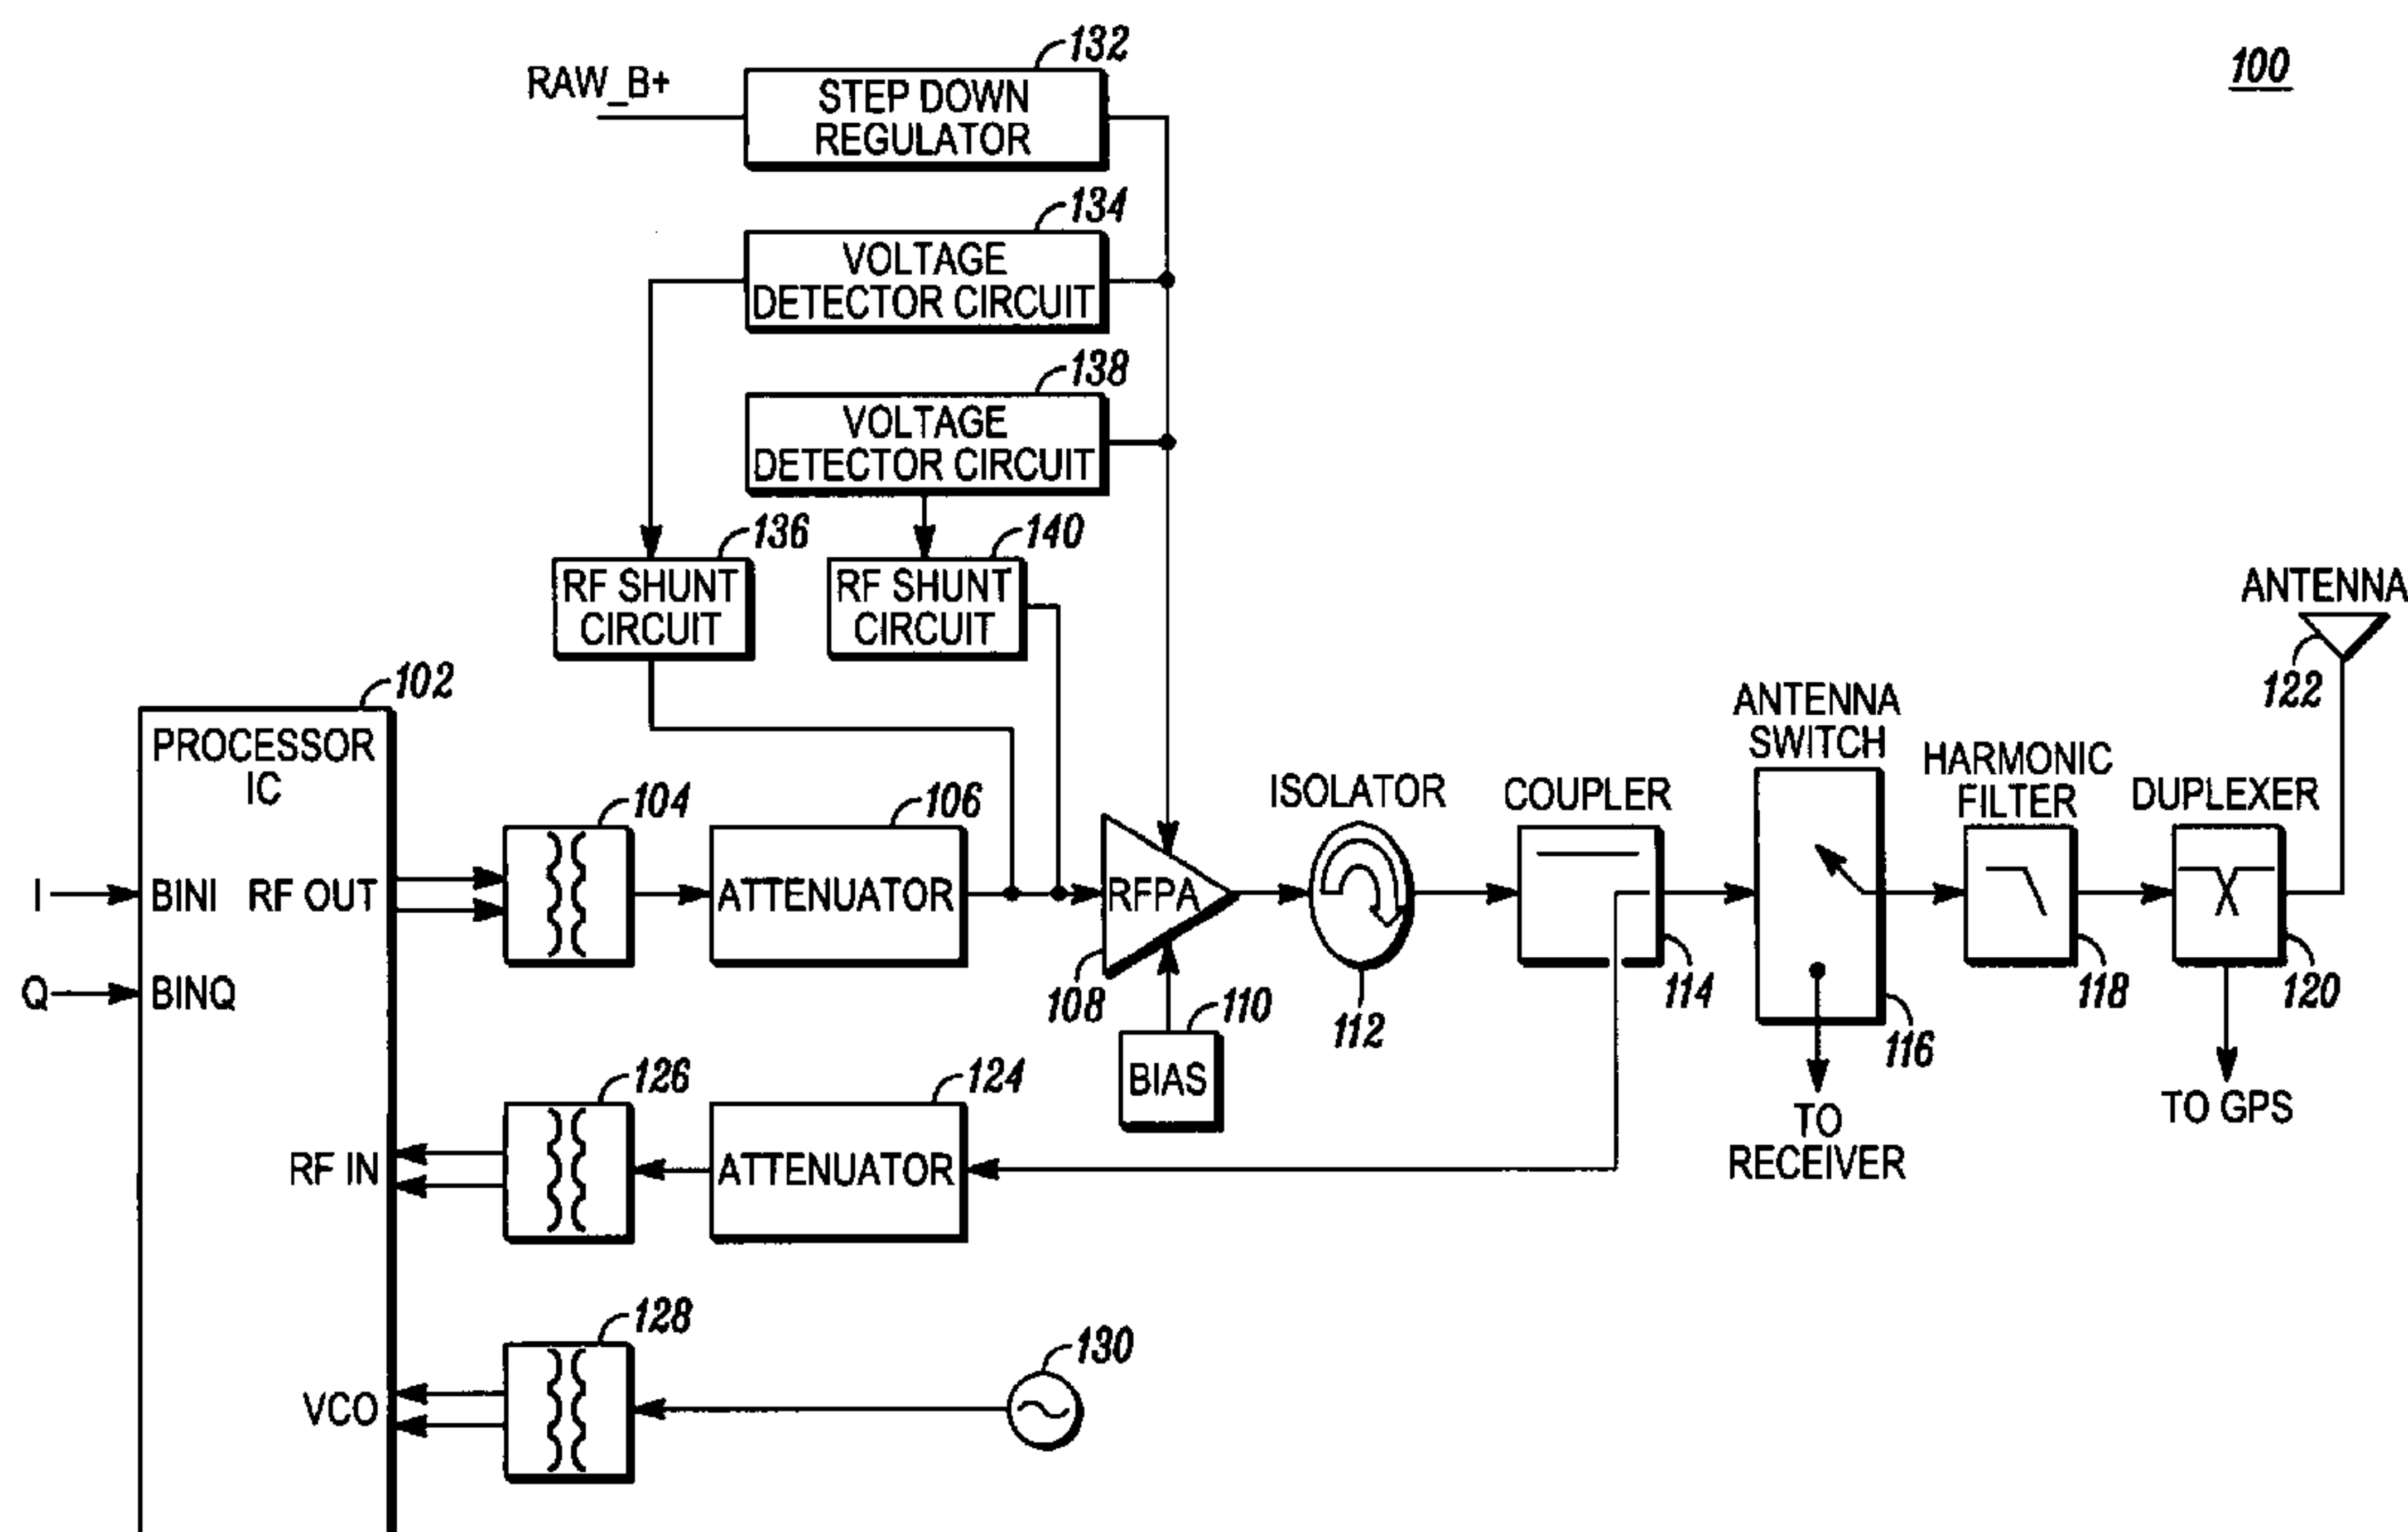 132
100
RAW_B+
STEP DOWN
REGULATOR
134
VOLTAGE
DETECTOR CIRCUIT
138
VOLTAGE
DETECTOR CIRCUIT
136
140
RF SHUNT
CIRCUIT
RF SHUNT
CIRCUIT
ANTENNA
122
102
PROCESSOR
IC
ANTENNA
SWITCH
HARMONIC
FILTER
104
106
ISOLATOR
COUPLER
DUPLEXER
I
BINI
RF OUT
ATTENUATOR
RFPA
Q
BINQ
108
110
112
114
116
118
120
BIAS
126
124
TO
RECEIVER
TO GPS
RF IN
ATTENUATOR
128
130
VCO